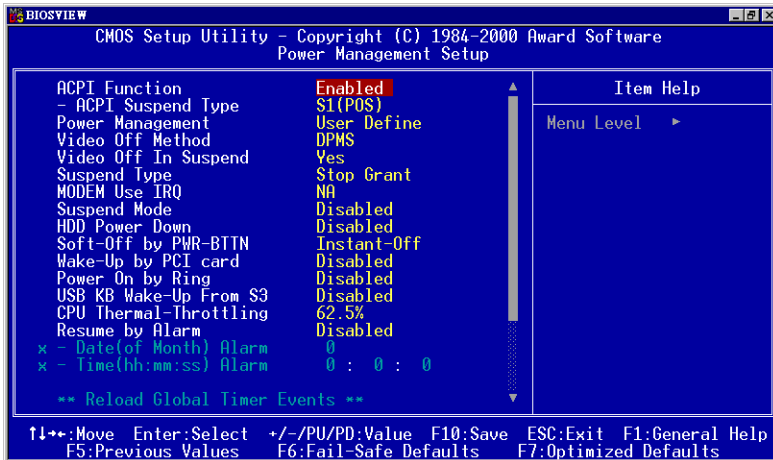 BIOSVIEW
CMOS Setup Utility - Copyright (C) 1984-2000 Award Software
Power Management Setup
ACPI Function Enabled
- ACPI Suspend Type S1(POS)
Power Management User Define
Video Off Method DPMS
Video Off In Suspend Yes
Suspend Type Stop Grant
MODEM Use IRQ NA
Suspend Mode Disabled
HDD Power Down Disabled
Soft-Off by PWR-BTTN Instant-Off
Wake-Up by PCI card Disabled
Power On by Ring Disabled
USB KB Wake-Up From S3 Disabled
CPU Thermal-Throttling 62.5%
Resume by Alarm Disabled
x - Date(of Month) Alarm 0
x - Time(hh:mm:ss) Alarm 0 : 0 : 0
** Reload Global Timer Events **
Item Help
Menu Level ►
↑↓→←:Move Enter:Select +/-/PU/PD:Value F10:Save ESC:Exit F1:General Help
F5:Previous Values F6:Fail-Safe Defaults F7:Optimized Defaults